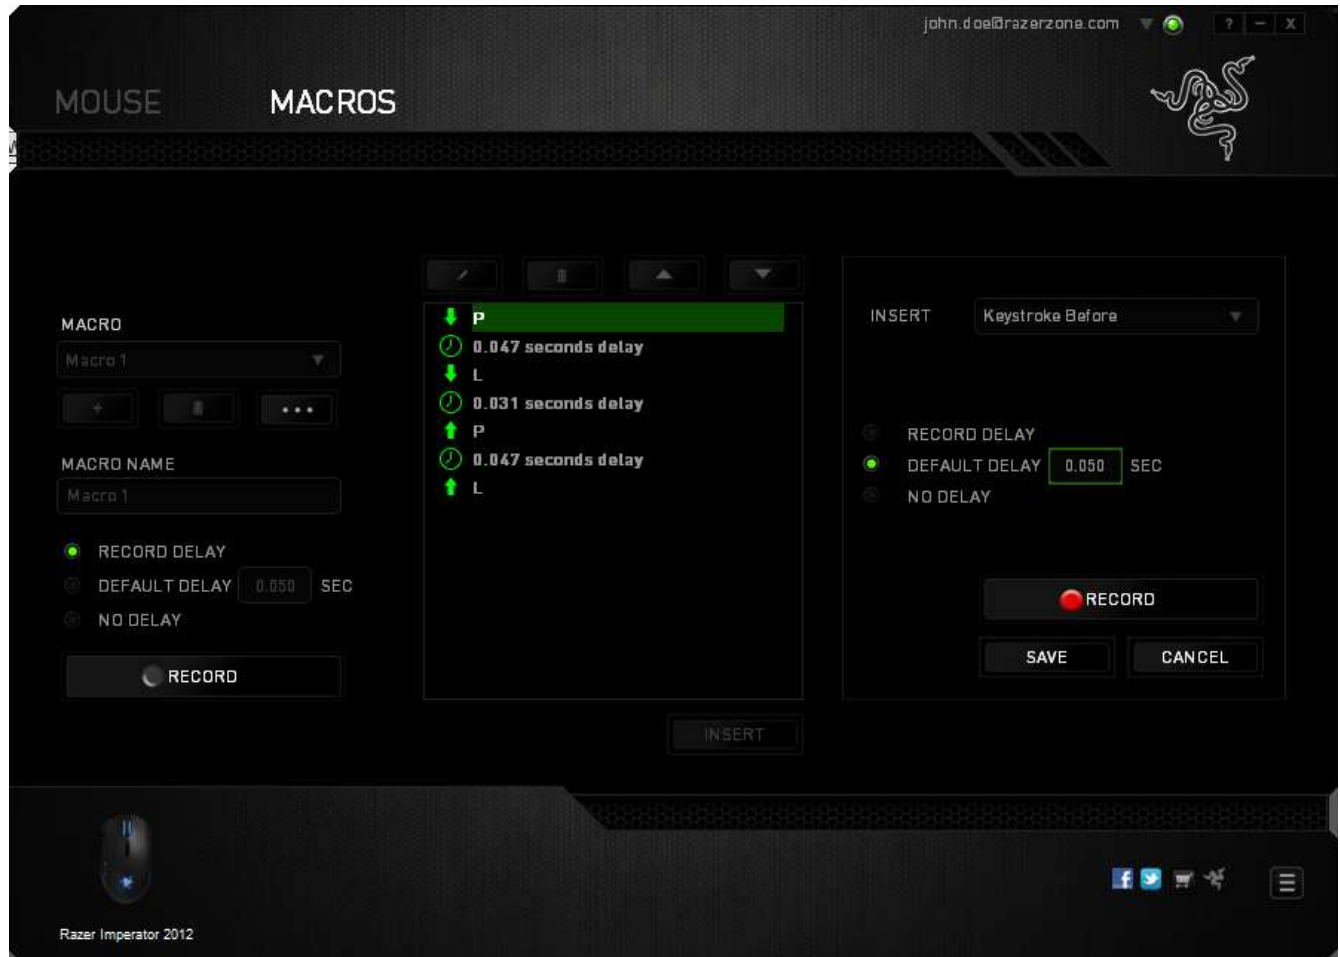 john.doe@razerzone.com
? – X
MOUSE
MACROS
MACRO
Macro 1
+
•••
MACRO NAME
Macro 1
RECORD DELAY
DEFAULT DELAY 0.050 SEC
NO DELAY
RECORD
P
0.047 seconds delay
L
0.031 seconds delay
P
0.047 seconds delay
L
INSERT
INSERT Keystroke Before
RECORD DELAY
DEFAULT DELAY 0.050 SEC
NO DELAY
RECORD
SAVE CANCEL
Razer Imperator 2012